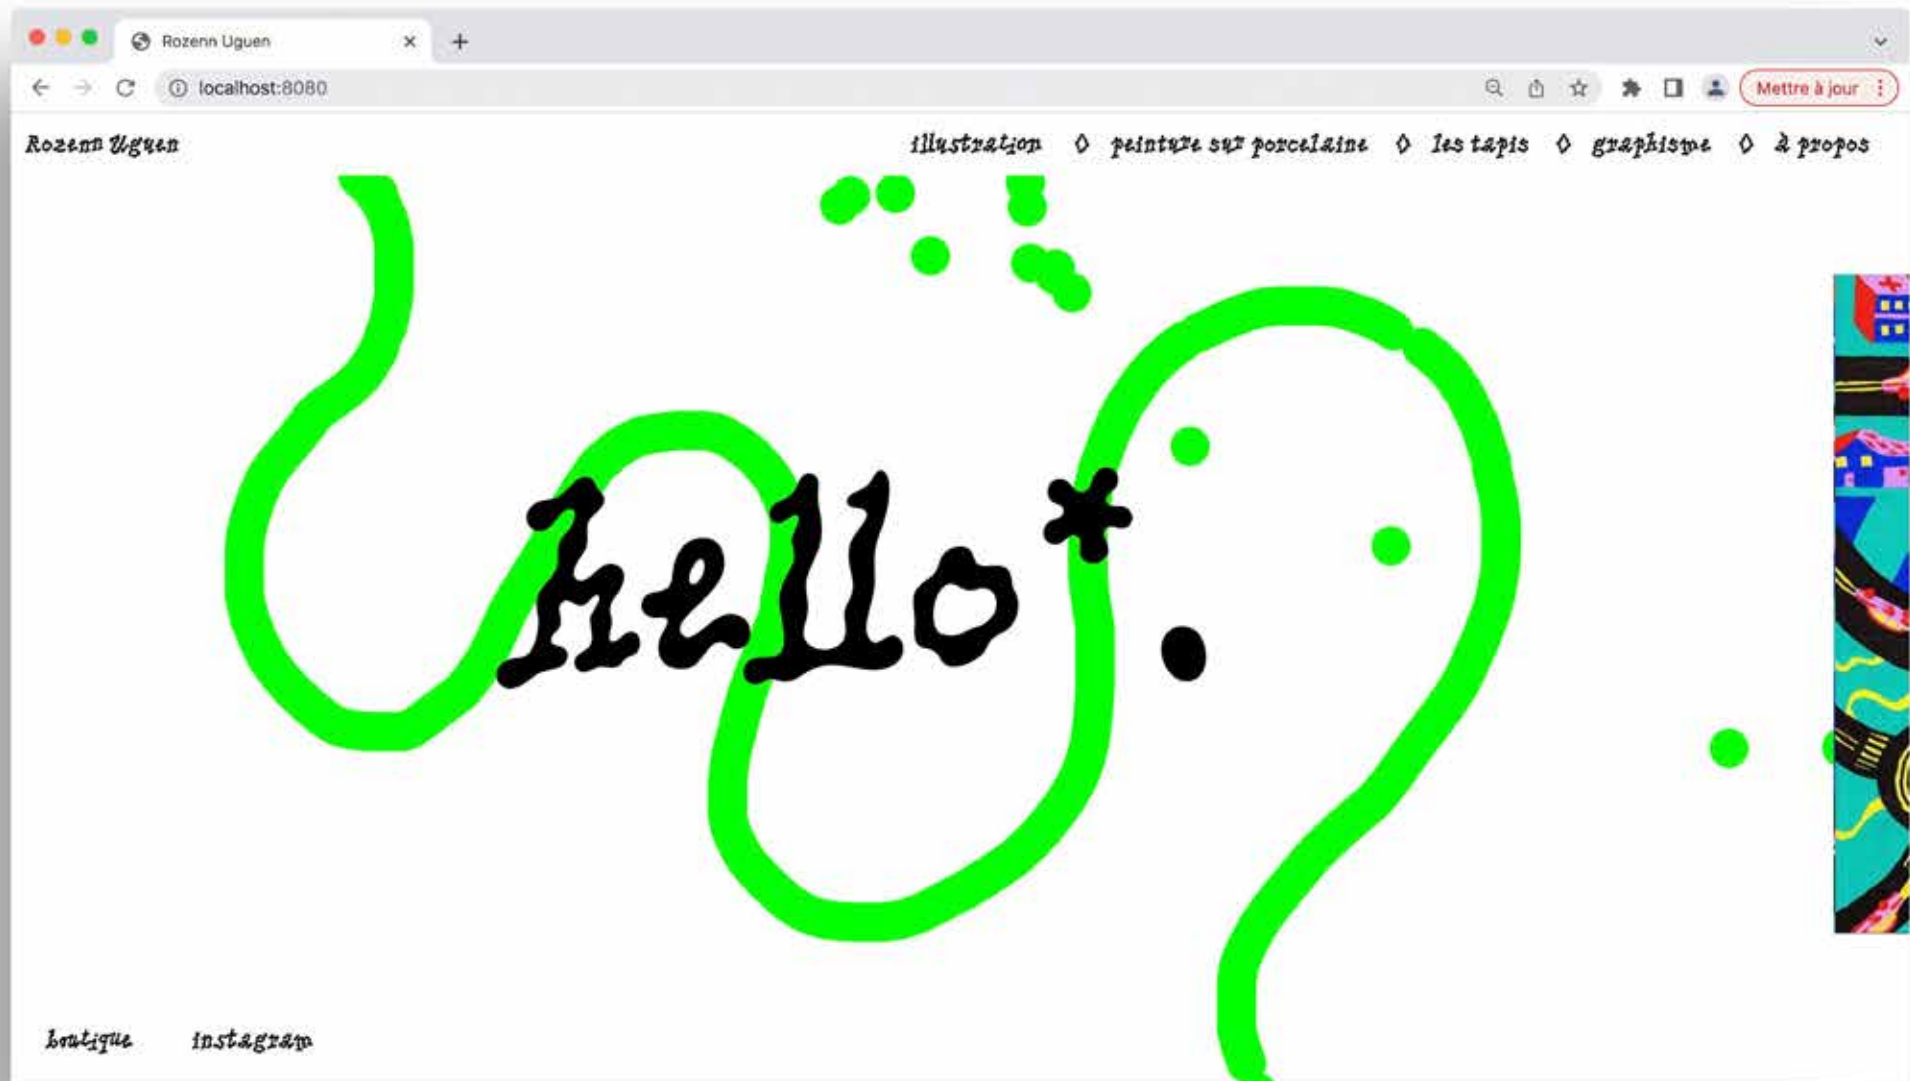 Rozenn Uguen
localhost:8080
Mettre à jour
Rozenn Uguen
illustration ◊ peinture sur porcelaine ◊ les tapis ◊ graphisme ◊ à propos
hello*.
boutique instagram